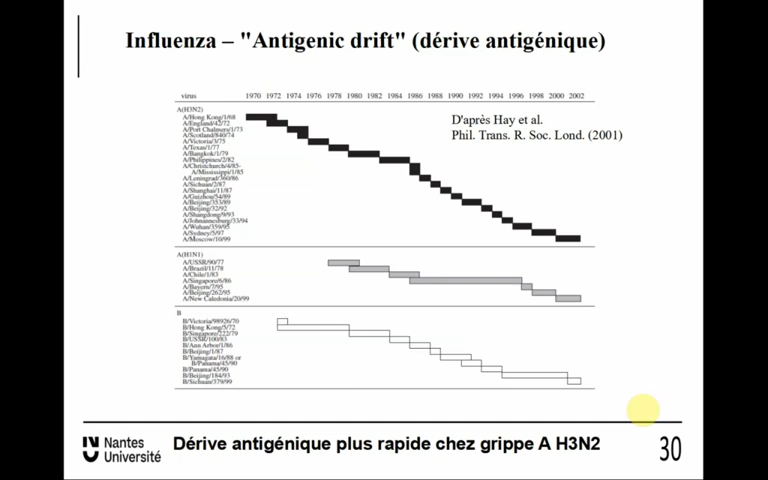 Influenza – "Antigenic drift" (dérive antigénique)
virus 1970 1972 1974 1976 1978 1980 1982 1984 1986 1988 1990 1992 1994 1996 1998 2000 2002
A(H3N2)
D'après Hay et al.
Phil. Trans. R. Soc. Lond. (2001)
A/Hong Kong/1/68
A/England/42/72
A/Port Chalmers/1/73
A/Scotland/840/74
A/Victoria/3/75
A/Texas/1/77
A/Bangkok/1/79
A/Philippines/2/82
A/Christchurch/4/85-
A/Mississippi/1/85
A/Leningrad/360/86
A/Sichuan/2/87
A/Shanghai/11/87
A/Guizhou/54/89
A/Beijing/353/89
A/Beijing/32/92
A/Shangdong/9/93
A/Johannesburg/33/94
A/Wuhan/359/95
A/Sydney/5/97
A/Moscow/10/99
A(H1N1)
A/USSR/90/77
A/Brazil/11/78
A/Chile/1/83
A/Singapore/6/86
A/Bayern/7/95
A/Beijing/262/95
A/New Caledonia/20/99
B
B/Victoria/98926/70
B/Hong Kong/5/72
B/Singapore/222/79
B/USSR/100/83
B/Ann Arbor/1/86
B/Beijing/1/87
B/Yamagata/16/88 or
B/Panama/45/90
B/Panama/45/90
B/Beijing/184/93
B/Sichuan/379/99
Nantes
Université
Dérive antigénique plus rapide chez grippe A H3N2
30